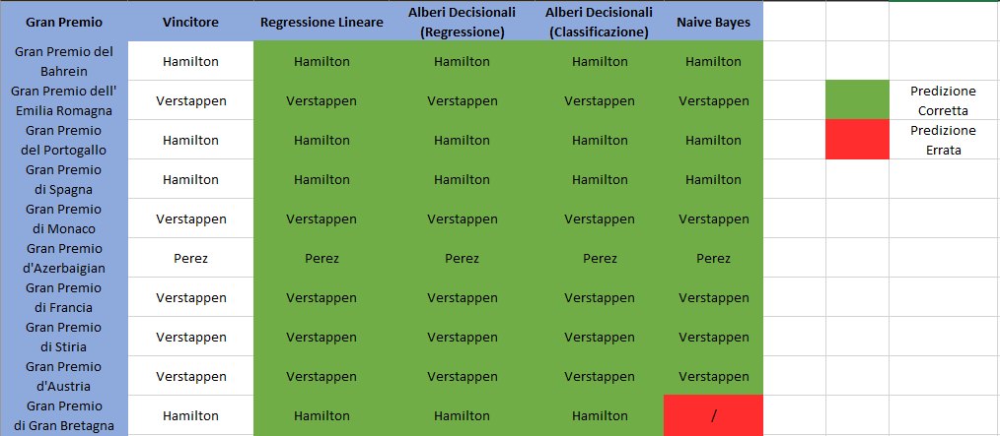 Gran Premio Vincitore Regressione Lineare Alberi Decisionali (Regressione) Alberi Decisionali (Classificazione) Naive Bayes
Gran Premio del Bahrein Hamilton Hamilton Hamilton Hamilton Hamilton
Gran Premio dell' Emilia Romagna Verstappen Verstappen Verstappen Verstappen Verstappen Predizione Corretta
Gran Premio del Portogallo Hamilton Hamilton Hamilton Hamilton Hamilton Predizione Errata
Gran Premio di Spagna Hamilton Hamilton Hamilton Hamilton Hamilton
Gran Premio di Monaco Verstappen Verstappen Verstappen Verstappen Verstappen
Gran Premio d'Azerbaigian Perez Perez Perez Perez Perez
Gran Premio di Francia Verstappen Verstappen Verstappen Verstappen Verstappen
Gran Premio di Stiria Verstappen Verstappen Verstappen Verstappen Verstappen
Gran Premio d'Austria Verstappen Verstappen Verstappen Verstappen Verstappen
Gran Premio di Gran Bretagna Hamilton Hamilton Hamilton Hamilton /